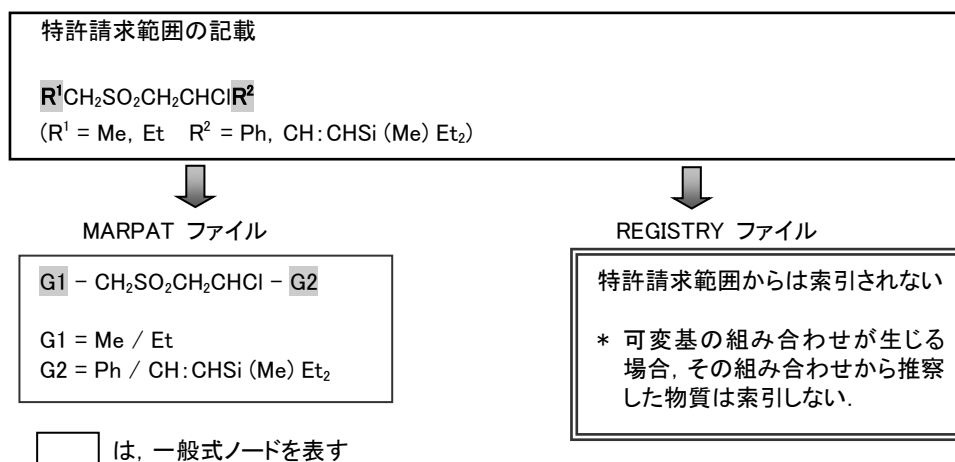 特許請求範囲の記載
R¹CH₂SO₂CH₂CHClR²
(R¹ = Me, Et R² = Ph, CH:CHSi (Me) Et₂)
MARPAT ファイル
G1 − CH₂SO₂CH₂CHCl − G2
G1 = Me / Et
G2 = Ph / CH:CHSi (Me) Et₂
REGISTRY ファイル
特許請求範囲からは索引されない
* 可変基の組み合わせが生じる
場合, その組み合わせから推察
した物質は索引しない.
は, 一般式ノードを表す